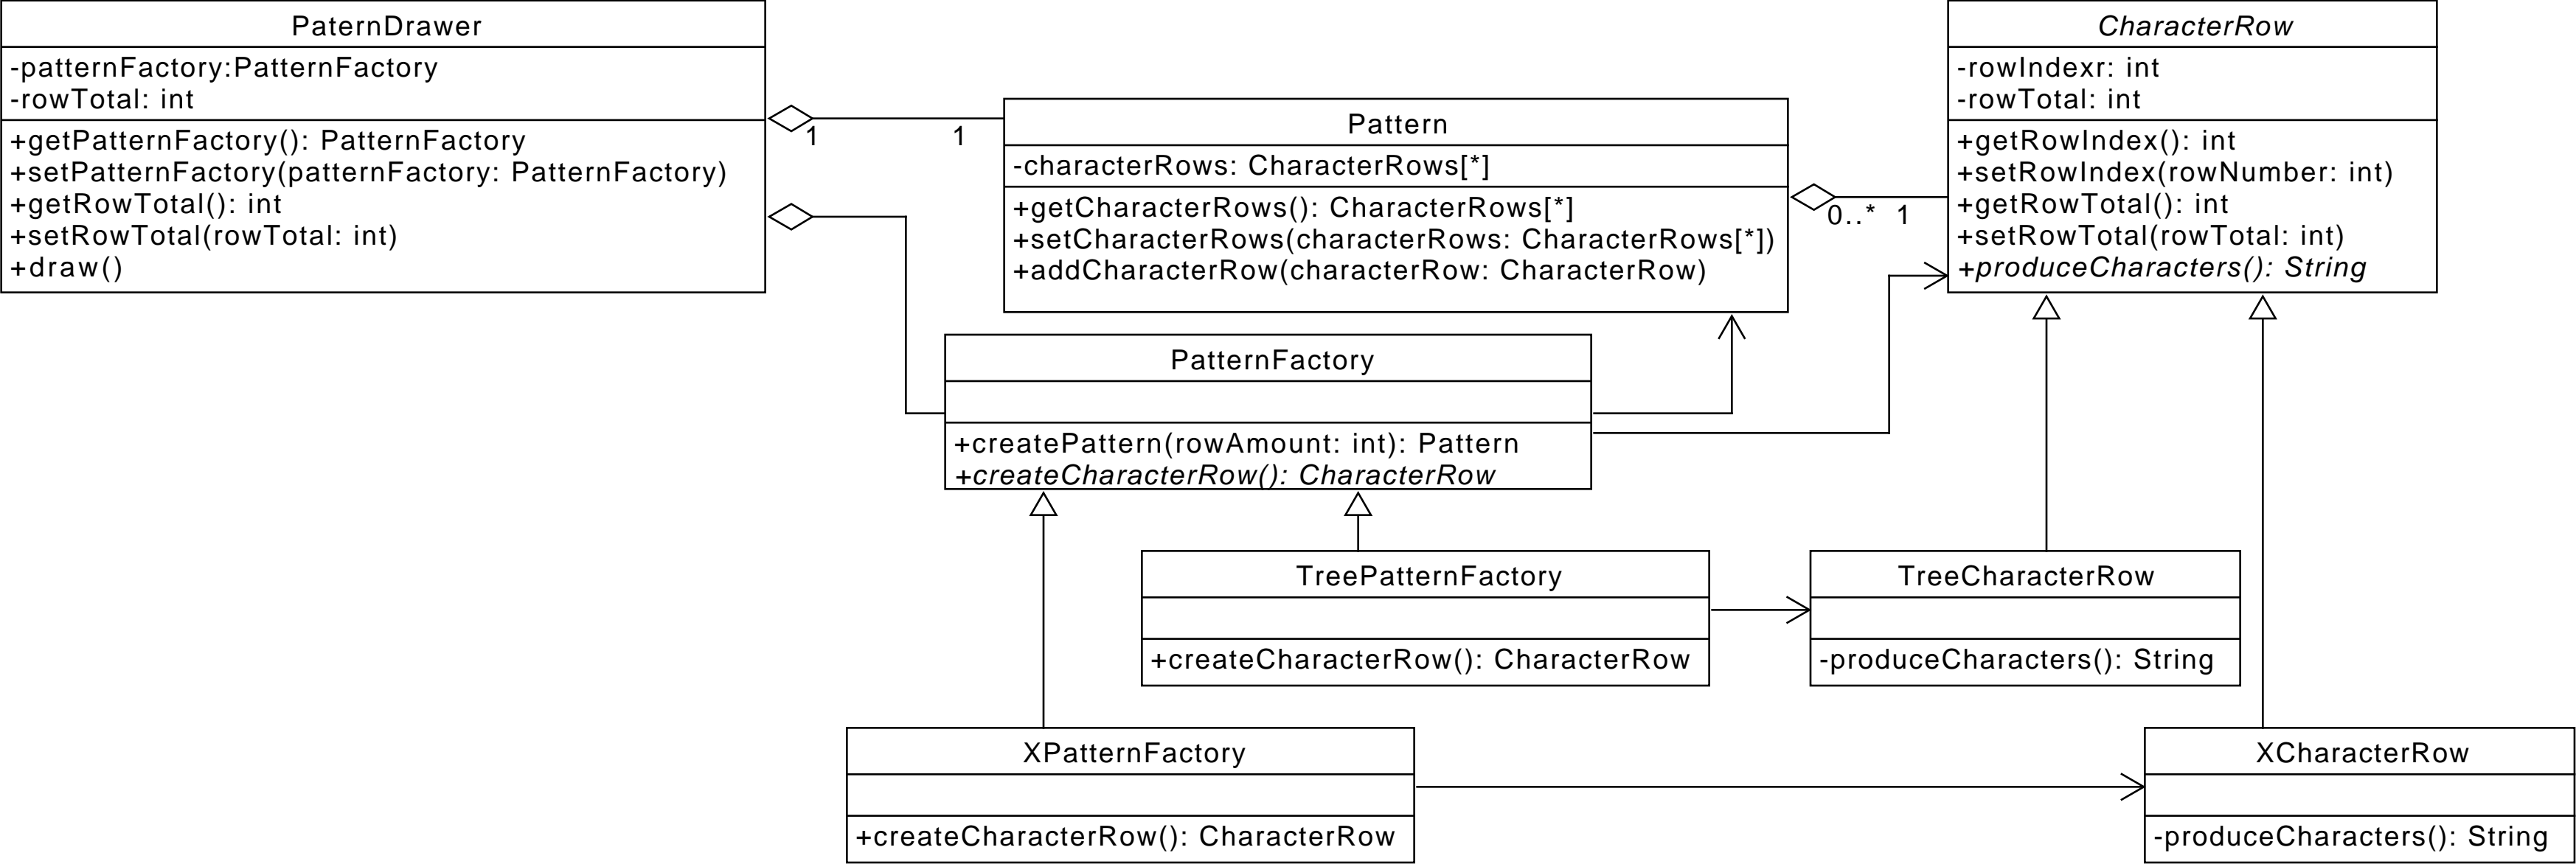 PaternDrawer
-patternFactory:PatternFactory
-rowTotal: int
+getPatternFactory(): PatternFactory
+setPatternFactory(patternFactory: PatternFactory)
+getRowTotal(): int
+setRowTotal(rowTotal: int)
+draw()
1
1
Pattern
-characterRows: CharacterRows[*]
+getCharacterRows(): CharacterRows[*]
+setCharacterRows(characterRows: CharacterRows[*])
+addCharacterRow(characterRow: CharacterRow)
0..*
1
CharacterRow
-rowIndexr: int
-rowTotal: int
+getRowIndex(): int
+setRowIndex(rowNumber: int)
+getRowTotal(): int
+setRowTotal(rowTotal: int)
+produceCharacters(): String
PatternFactory
+createPattern(rowAmount: int): Pattern
+createCharacterRow(): CharacterRow
TreePatternFactory
+createCharacterRow(): CharacterRow
TreeCharacterRow
-produceCharacters(): String
XPatternFactory
+createCharacterRow(): CharacterRow
XCharacterRow
-produceCharacters(): String